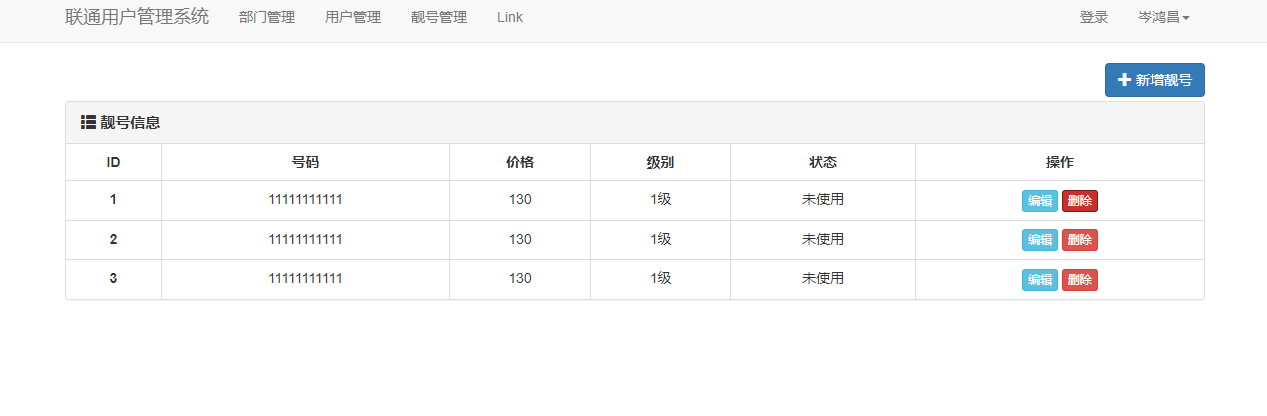 联通用户管理系统 部门管理 用户管理 靓号管理 Link 登录 岑鸿昌
新增靓号
靓号信息
ID 号码 价格 级别 状态 操作
1 11111111111 130 1级 未使用 编辑 删除
2 11111111111 130 1级 未使用 编辑 删除
3 11111111111 130 1级 未使用 编辑 删除